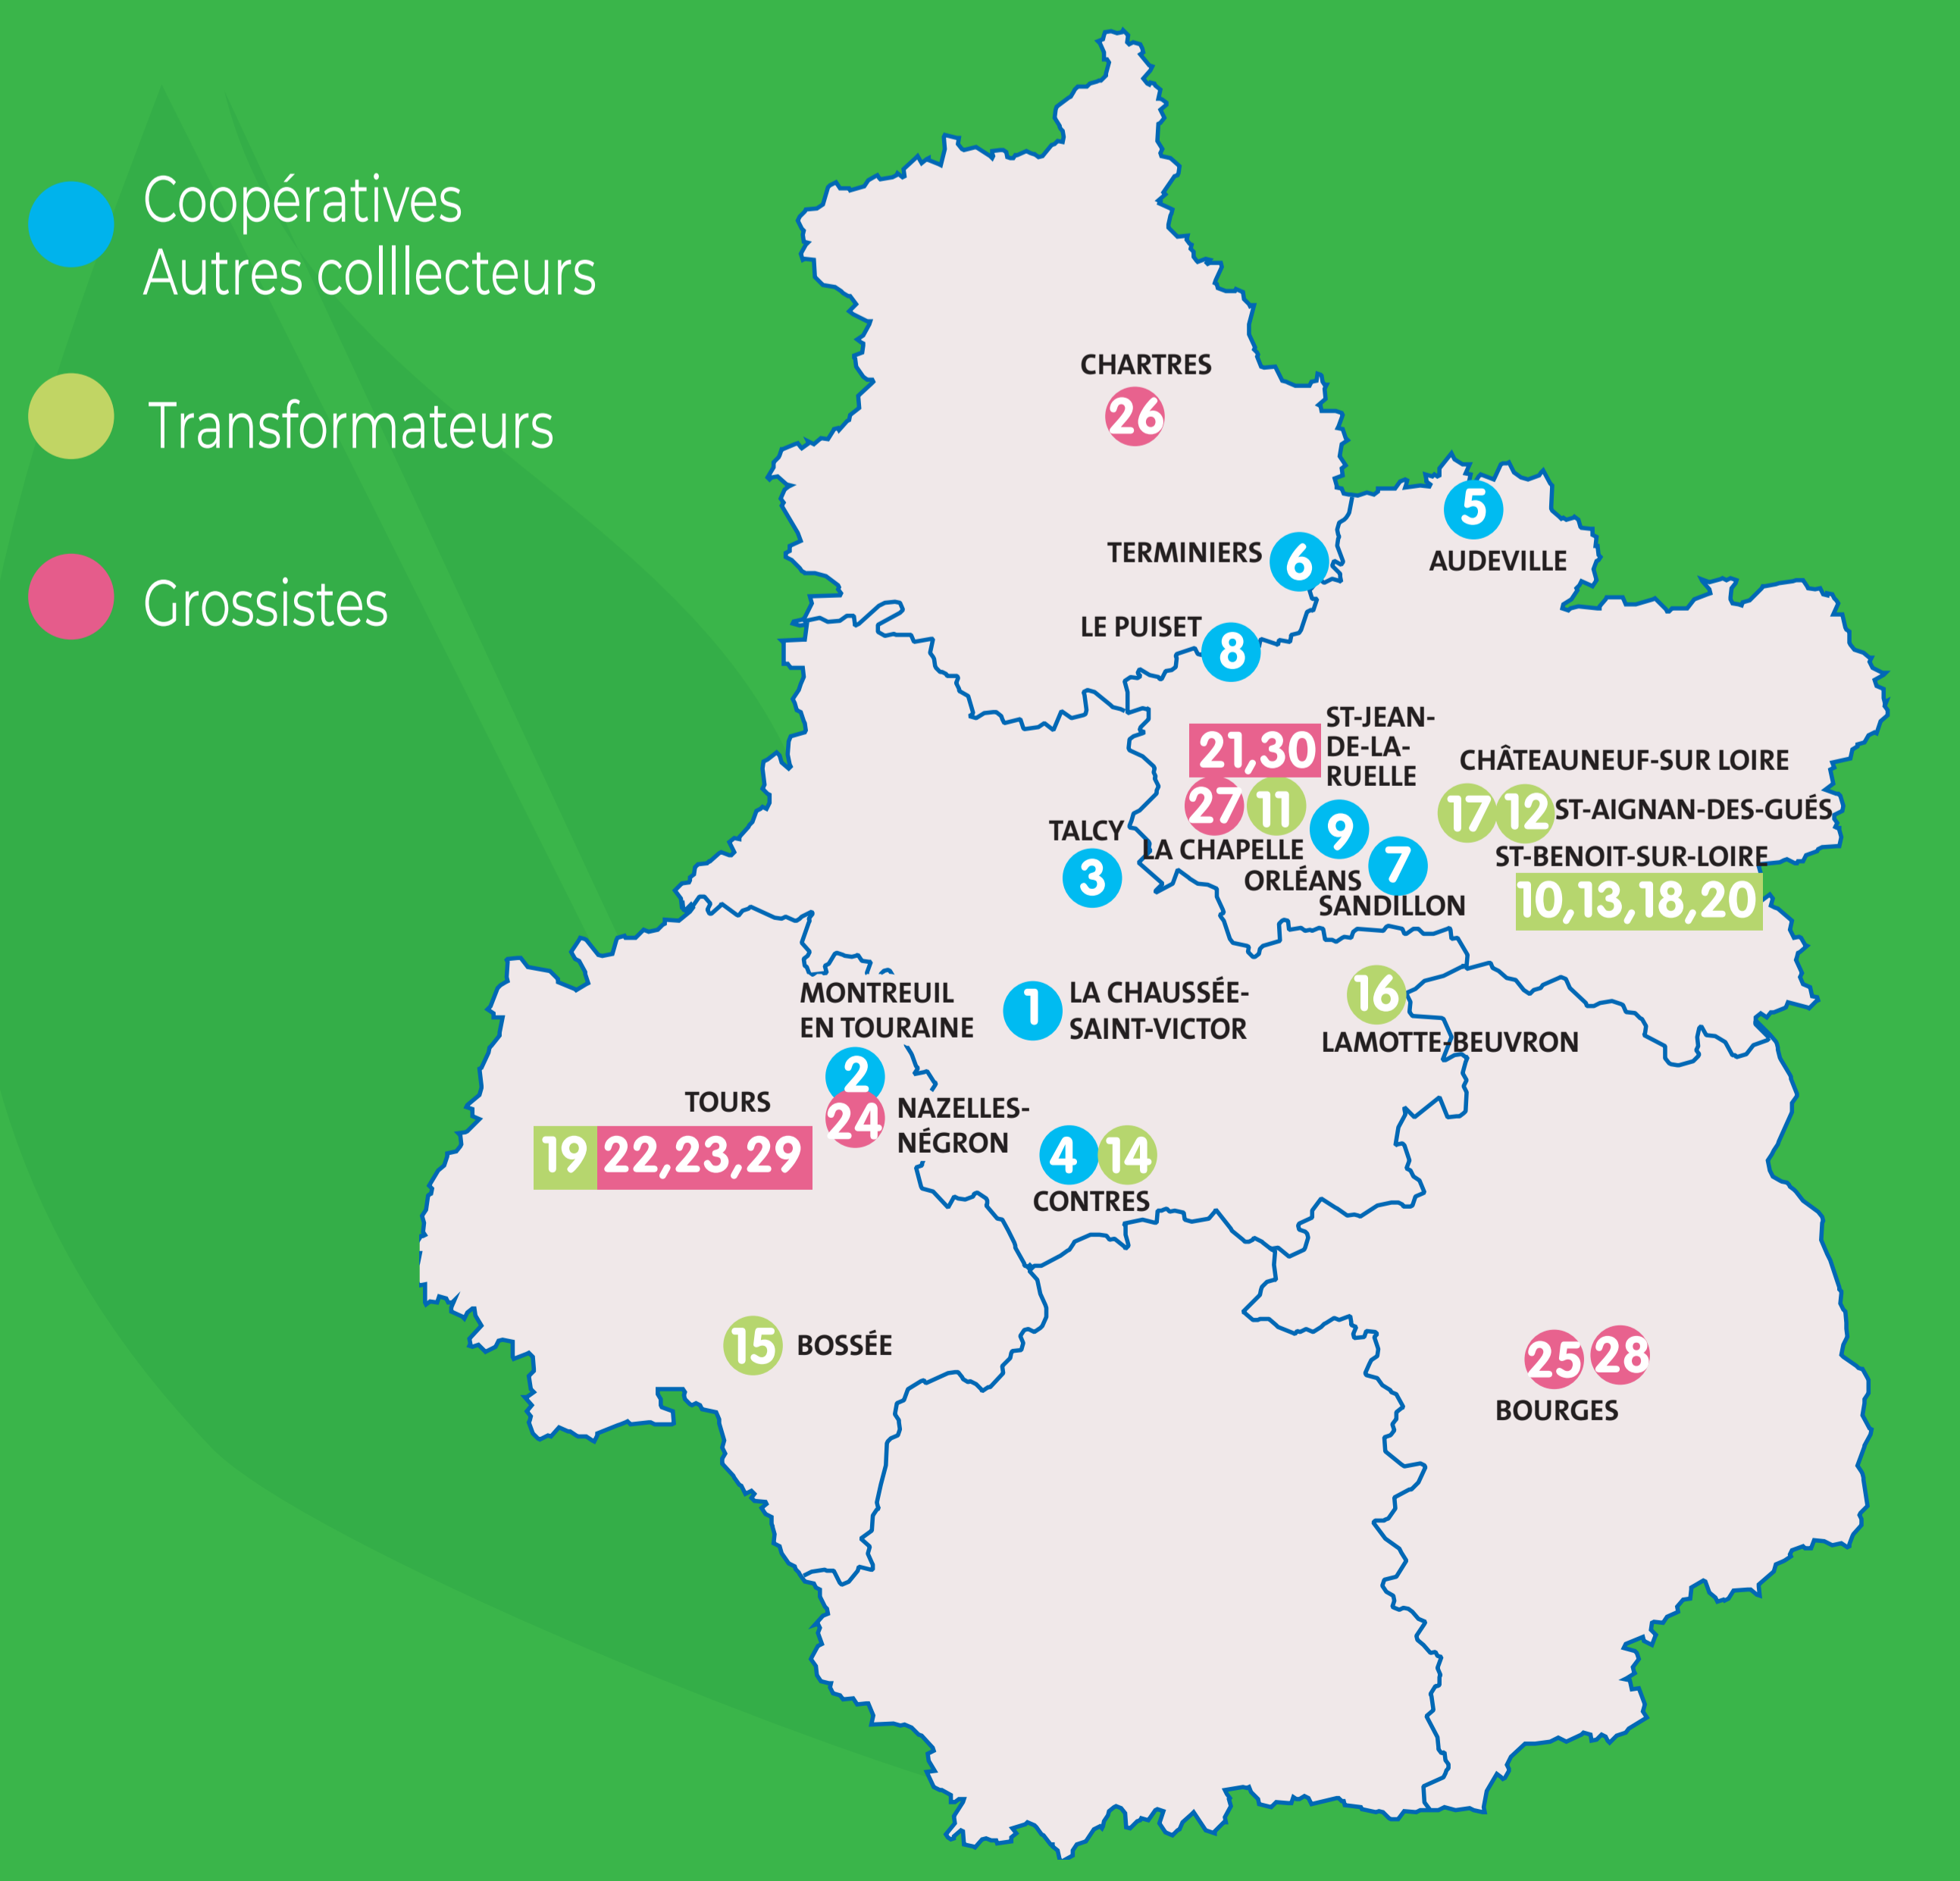 Coopératives
Autres colllecteurs
Transformateurs
Grossistes
CHARTRES
26
5
AUDEVILLE
TERMINIERS
6
LE PUISET
8
21,30
ST-JEAN-
DE-LA-
RUELLE
27
11
LA CHAPELLE
9
ORLÉANS
7
SANDILLON
CHÂTEAUNEUF-SUR LOIRE
17
12
ST-AIGNAN-DES-GUÉS
ST-BENOIT-SUR-LOIRE
10,13,18,20
TALCY
3
MONTREUIL
EN TOURAINE
2
1
LA CHAUSSÉE-
SAINT-VICTOR
16
LAMOTTE-BEUVRON
TOURS
19
22,23,29
24
NAZELLES-
NÉGRON
4
14
CONTRES
15
BOSSÉE
25
28
BOURGES